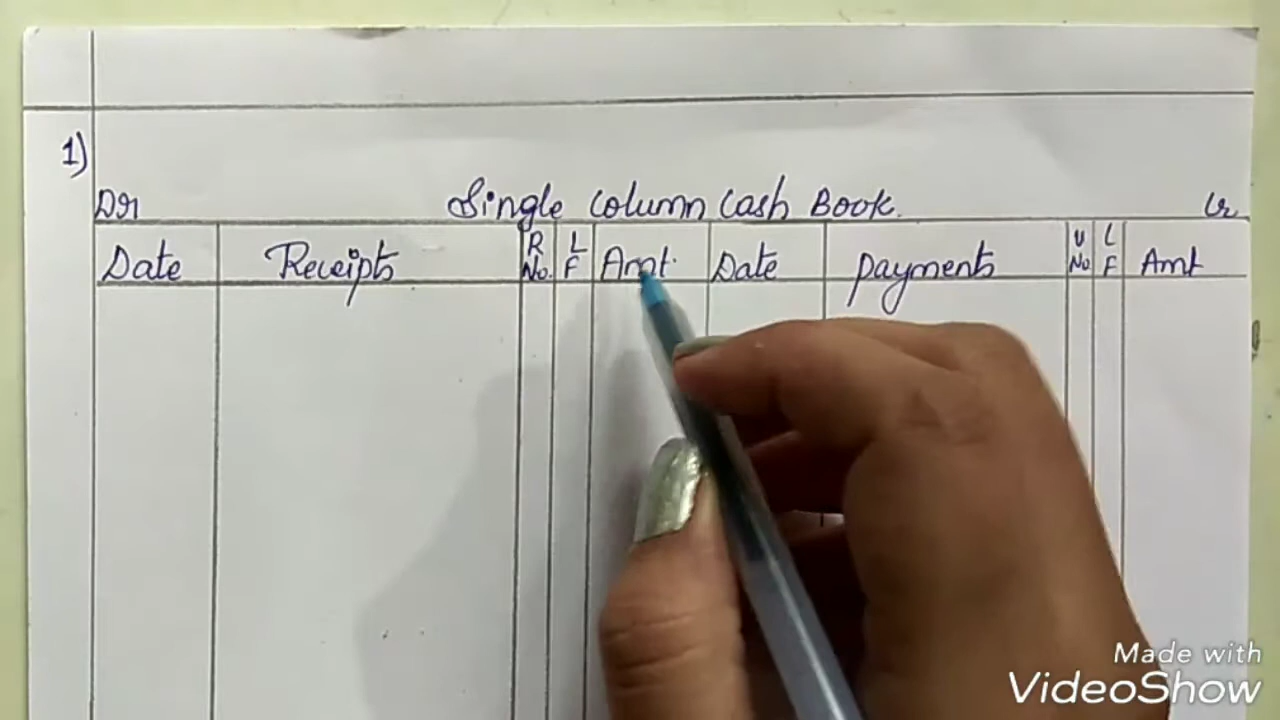 1)
Dr Single Column Cash Book. Cr
Date Receipts R No. L F Amt. Date Payments V No L F Amt
Made with
VideoShow